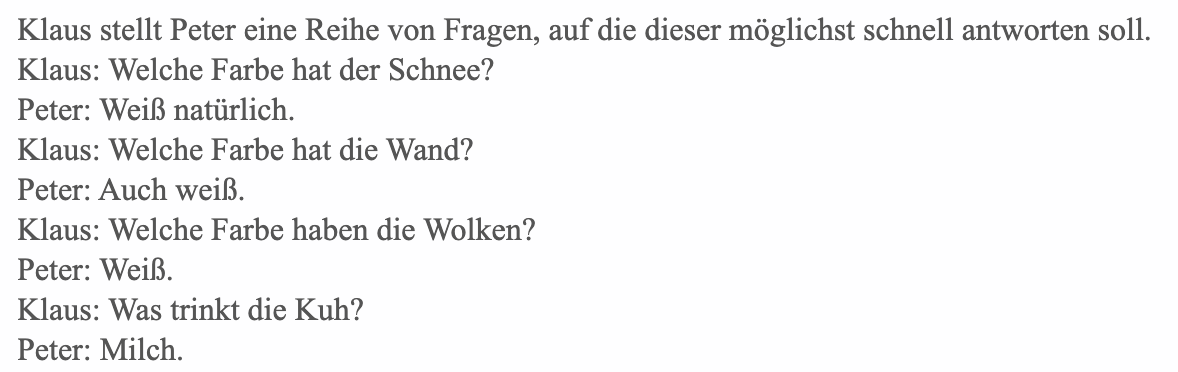 Klaus stellt Peter eine Reihe von Fragen, auf die dieser möglichst schnell antworten soll.
Klaus: Welche Farbe hat der Schnee?
Peter: Weiß natürlich.
Klaus: Welche Farbe hat die Wand?
Peter: Auch weiß.
Klaus: Welche Farbe haben die Wolken?
Peter: Weiß.
Klaus: Was trinkt die Kuh?
Peter: Milch.